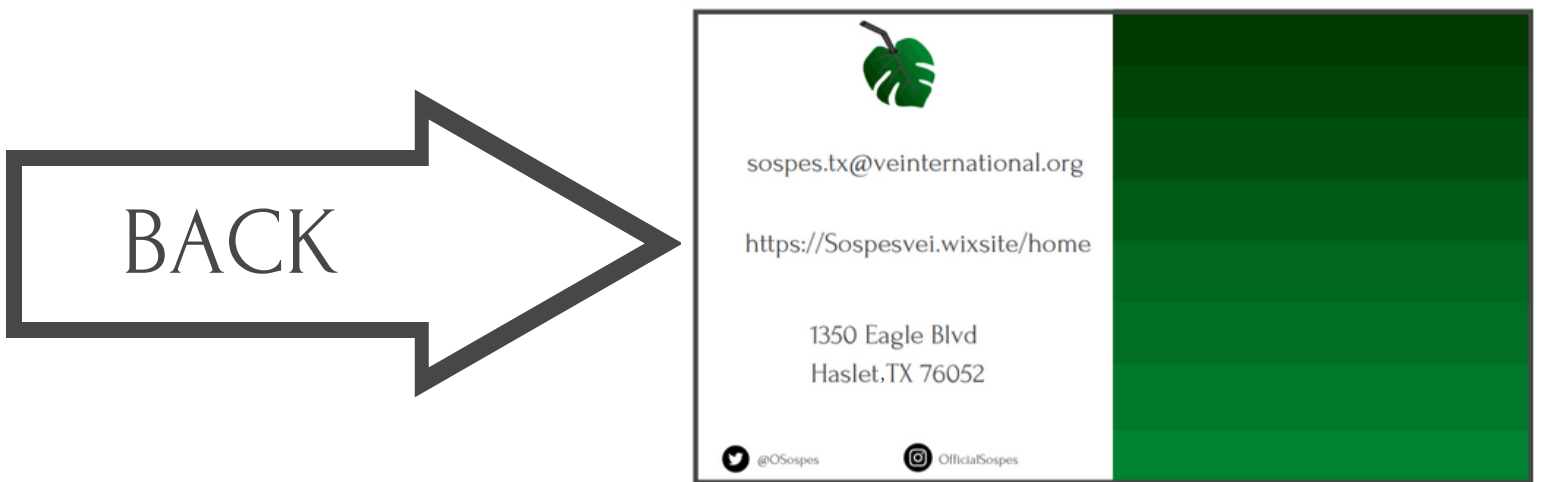 BACK
sospes.tx@veinternational.org
https://Sospesvei.wixsite/home
1350 Eagle Blvd
Haslet,TX 76052
@OSospes
OfficialSospes